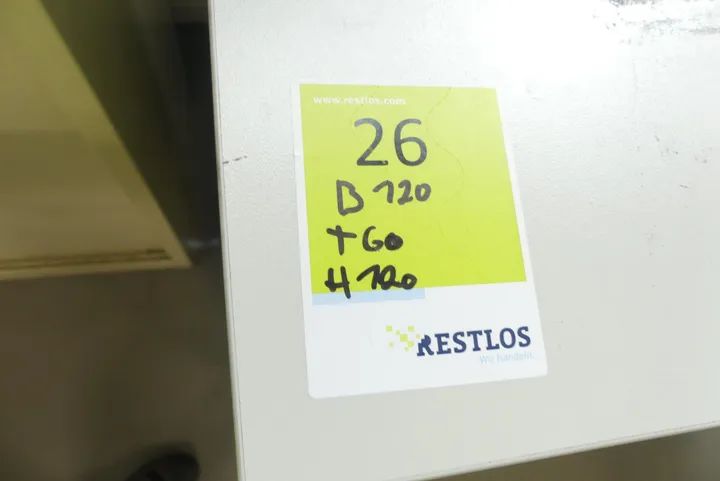 www.restlos.com
26
B 120
T 60
H 120
RESTLOS
Wir handeln.